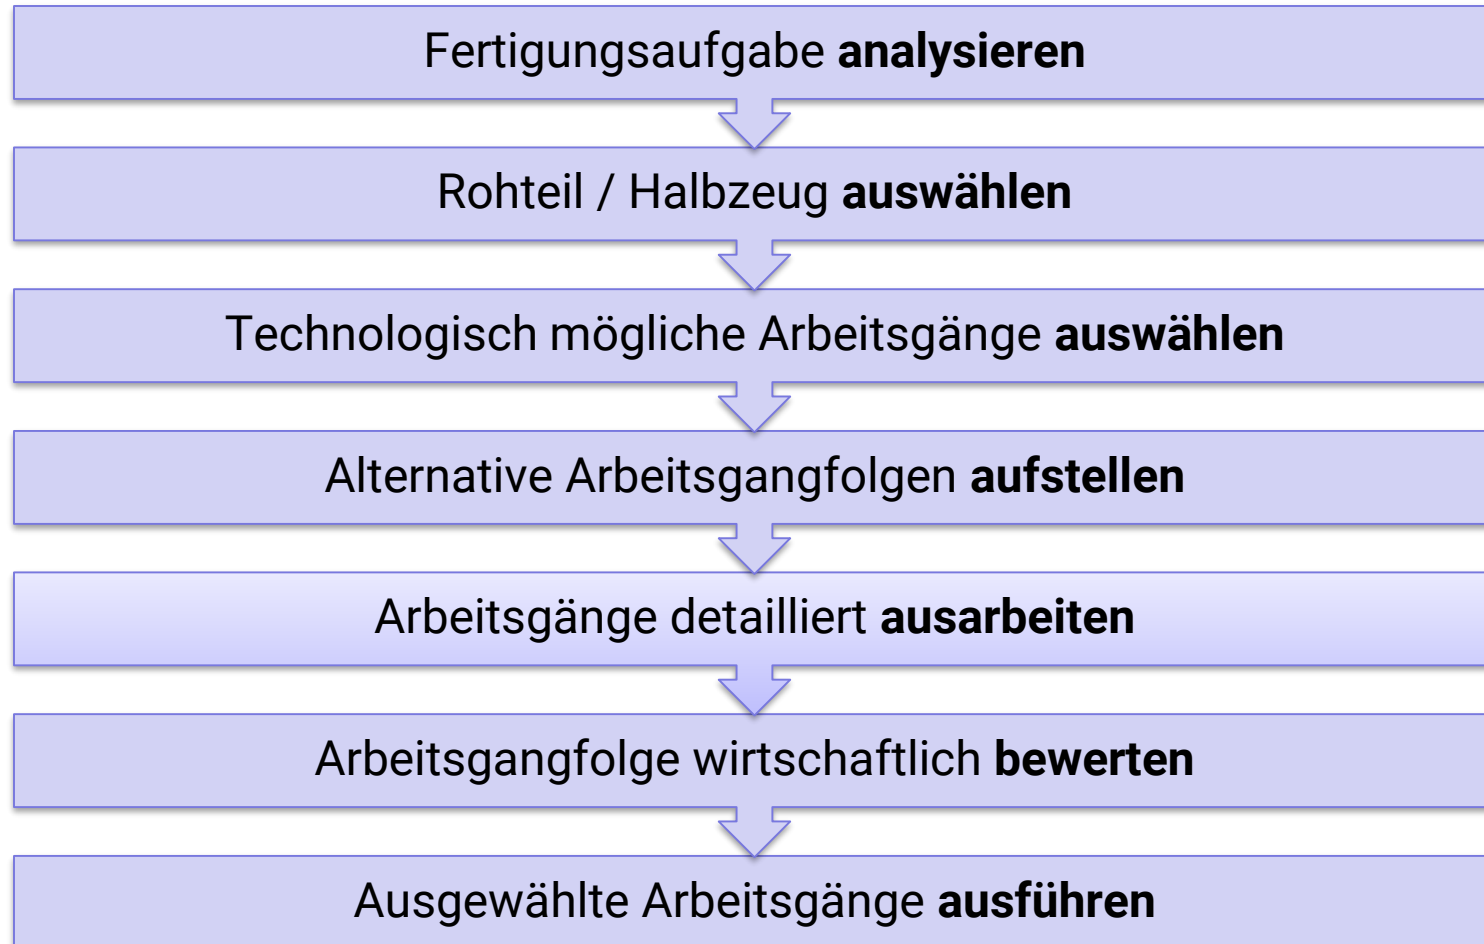 Fertigungsaufgabe analysieren
Rohteil / Halbzeug auswählen
Technologisch mögliche Arbeitsgänge auswählen
Alternative Arbeitsgangfolgen aufstellen
Arbeitsgänge detailliert ausarbeiten
Arbeitsgangfolge wirtschaftlich bewerten
Ausgewählte Arbeitsgänge ausführen